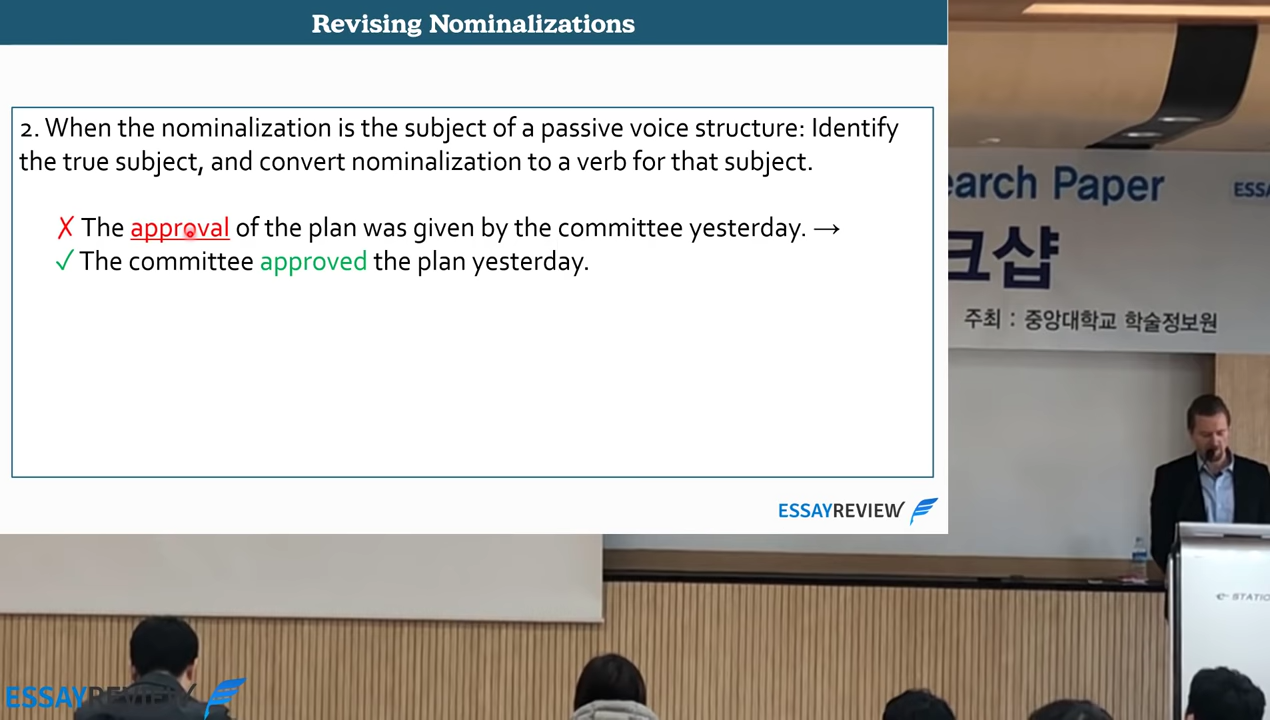 Revising Nominalizations
2. When the nominalization is the subject of a passive voice structure: Identify
the true subject, and convert nominalization to a verb for that subject.
✗ The approval of the plan was given by the committee yesterday. →
✓ The committee approved the plan yesterday.
ESSAYREVIEW
earch Paper
ESSA
크샵
주최 : 중앙대학교 학술정보원
e-STATIO
ESSAYREVIEW